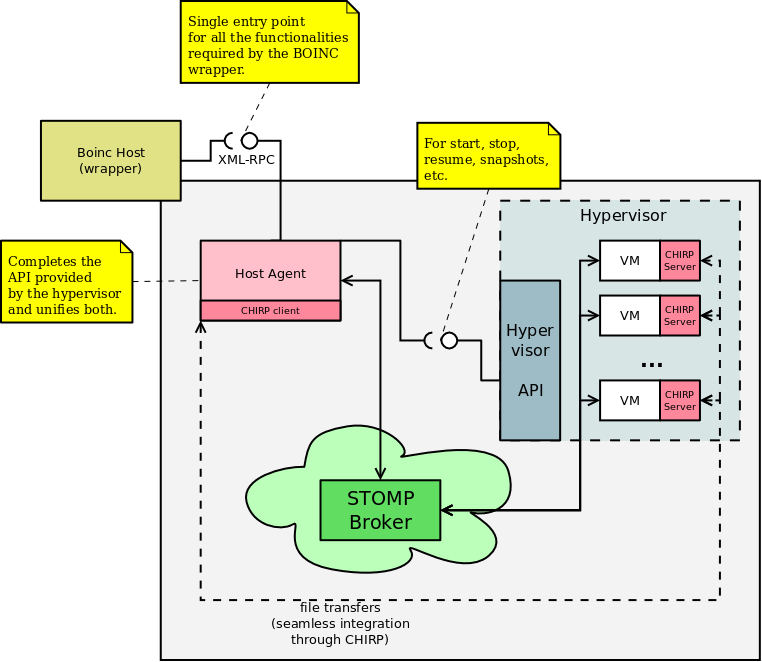 Single entry point
for all the functionalities
required by the BOINC
wrapper.
Boinc Host
(wrapper)
XML-RPC
For start, stop,
resume, snapshots,
etc.
Hypervisor
Completes the
API provided
by the hypervisor
and unifies both.
Host Agent
CHIRP client
VM
CHIRP
Server
VM
CHIRP
Server
...
VM
CHIRP
Server
Hyper
visor
API
STOMP
Broker
file transfers
(seamless integration
through CHIRP)